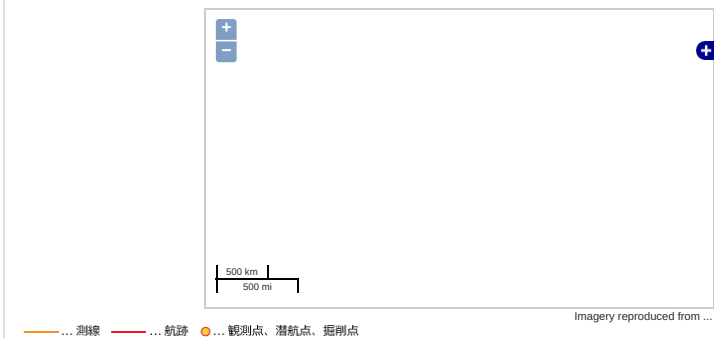 +
−
+
500 km
500 mi
Imagery reproduced from ...
... 測線 ... 航跡 ... 観測点、潜航点、掘削点